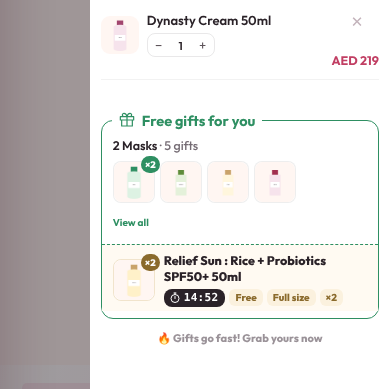 Dynasty Cream 50ml
×
− 1 +
AED 219
Free gifts for you
2 Masks · 5 gifts
×2
View all
×2
Relief Sun : Rice + Probiotics
SPF50+ 50ml
14:52 Free Full size ×2
🔥 Gifts go fast! Grab yours now